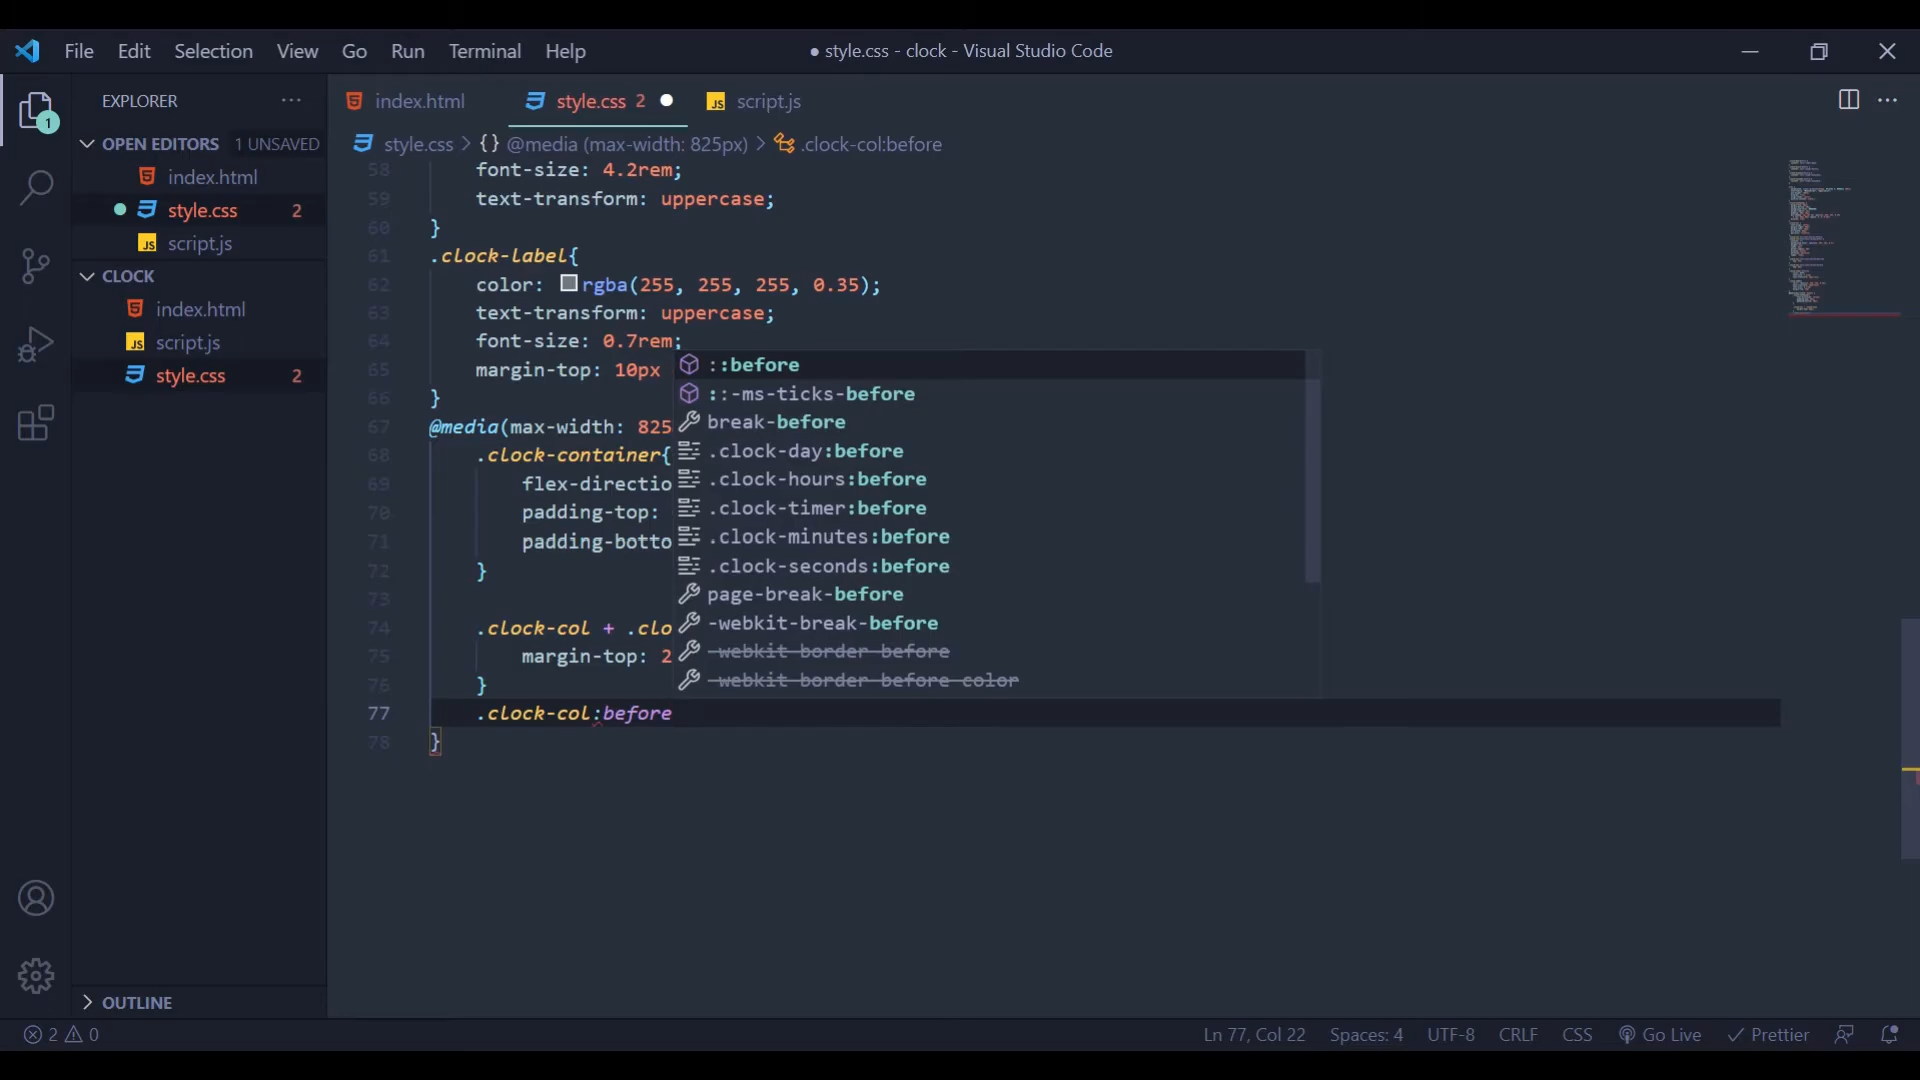 File Edit Selection View Go Run Terminal Help
● style.css - clock - Visual Studio Code
EXPLORER ...
index.html
style.css 2
JS script.js
OPEN EDITORS 1 UNSAVED
style.css > {} @media (max-width: 825px) > .clock-col:before
index.html
style.css 2
JS script.js
CLOCK
index.html
JS script.js
style.css 2
1
58 font-size: 4.2rem;
59 text-transform: uppercase;
60 }
61 .clock-label{
62 color: rgba(255, 255, 255, 0.35);
63 text-transform: uppercase;
64 font-size: 0.7rem;
65 margin-top: 10px
66 }
67 @media(max-width: 825
68 .clock-container{
69 flex-directio
70 padding-top:
71 padding-botto
72 }
73
74 .clock-col + .clo
75 margin-top: 2
76 }
77 .clock-col:before
78 }
::before
::-ms-ticks-before
break-before
.clock-day:before
.clock-hours:before
.clock-timer:before
.clock-minutes:before
.clock-seconds:before
page-break-before
-webkit-break-before
-webkit-border-before
-webkit-border-before-color
OUTLINE
2 0
Ln 77, Col 22 Spaces: 4 UTF-8 CRLF CSS Go Live Prettier